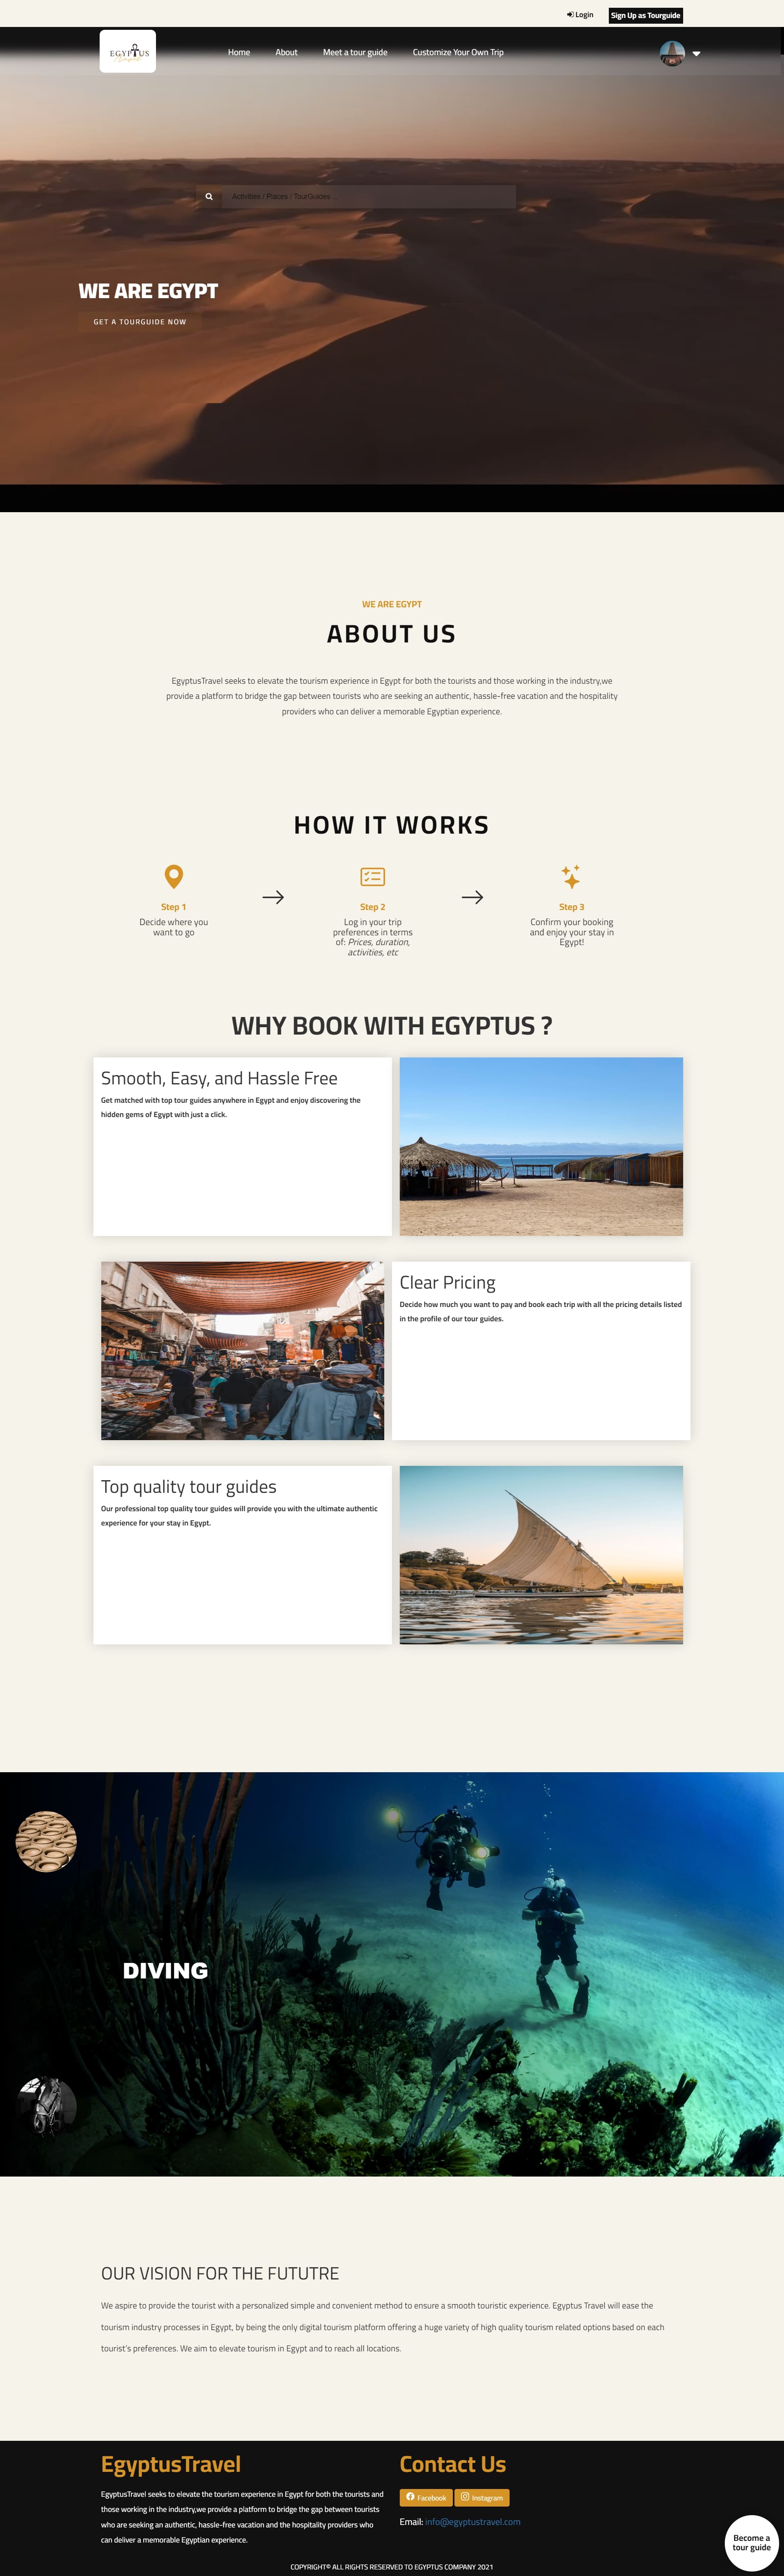 Login
Sign Up as Tourguide
EGYPTUS
Home
About
Meet a tour guide
Customize Your Own Trip
Activities / Places / TourGuides ...
WE ARE EGYPT
GET A TOURGUIDE NOW
WE ARE EGYPT
ABOUT US
EgyptusTravel seeks to elevate the tourism experience in Egypt for both the tourists and those working in the industry,we
provide a platform to bridge the gap between tourists who are seeking an authentic, hassle-free vacation and the hospitality
providers who can deliver a memorable Egyptian experience.
HOW IT WORKS
Step 1
Decide where you
want to go
Step 2
Log in your trip
preferences in terms
of: Prices, duration,
activities, etc
Step 3
Confirm your booking
and enjoy your stay in
Egypt!
WHY BOOK WITH EGYPTUS ?
Smooth, Easy, and Hassle Free
Get matched with top tour guides anywhere in Egypt and enjoy discovering the
hidden gems of Egypt with just a click.
Clear Pricing
Decide how much you want to pay and book each trip with all the pricing details listed
in the profile of our tour guides.
Top quality tour guides
Our professional top quality tour guides will provide you with the ultimate authentic
experience for your stay in Egypt.
DIVING
OUR VISION FOR THE FUTUTRE
We aspire to provide the tourist with a personalized simple and convenient method to ensure a smooth touristic experience. Egyptus Travel will ease the
tourism industry processes in Egypt, by being the only digital tourism platform offering a huge variety of high quality tourism related options based on each
tourist's preferences. We aim to elevate tourism in Egypt and to reach all locations.
EgyptusTravel
EgyptusTravel seeks to elevate the tourism experience in Egypt for both the tourists and
those working in the industry,we provide a platform to bridge the gap between tourists
who are seeking an authentic, hassle-free vacation and the hospitality providers who
can deliver a memorable Egyptian experience.
Contact Us
Facebook
Instagram
Email: info@egyptustravel.com
Become a
tour guide
COPYRIGHT© ALL RIGHTS RESERVED TO EGYPTUS COMPANY 2021